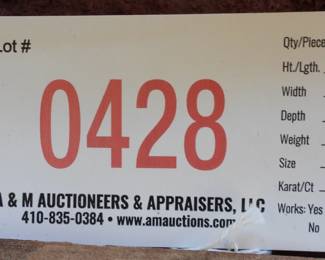 Lot #
0428
A & M AUCTIONEERS & APPRAISERS, LLC
410-835-0384 • www.amauctions.com
Qty/Piece
Ht./Lgth.
Width
Depth
Weight
Size
Karat/Ct
Works: Yes
No